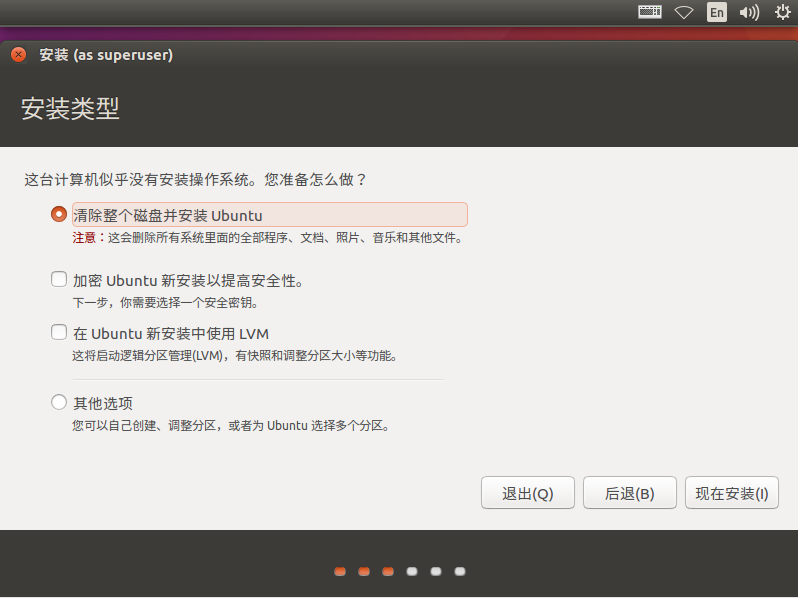 En
安装 (as superuser)
安装类型
这台计算机似乎没有安装操作系统。您准备怎么做？
清除整个磁盘并安装 Ubuntu
注意：这会删除所有系统里面的全部程序、文档、照片、音乐和其他文件。
加密 Ubuntu 新安装以提高安全性。
下一步，你需要选择一个安全密钥。
在 Ubuntu 新安装中使用 LVM
这将启动逻辑分区管理(LVM)，有快照和调整分区大小等功能。
其他选项
您可以自己创建、调整分区，或者为 Ubuntu 选择多个分区。
退出(Q) 后退(B) 现在安装(I)